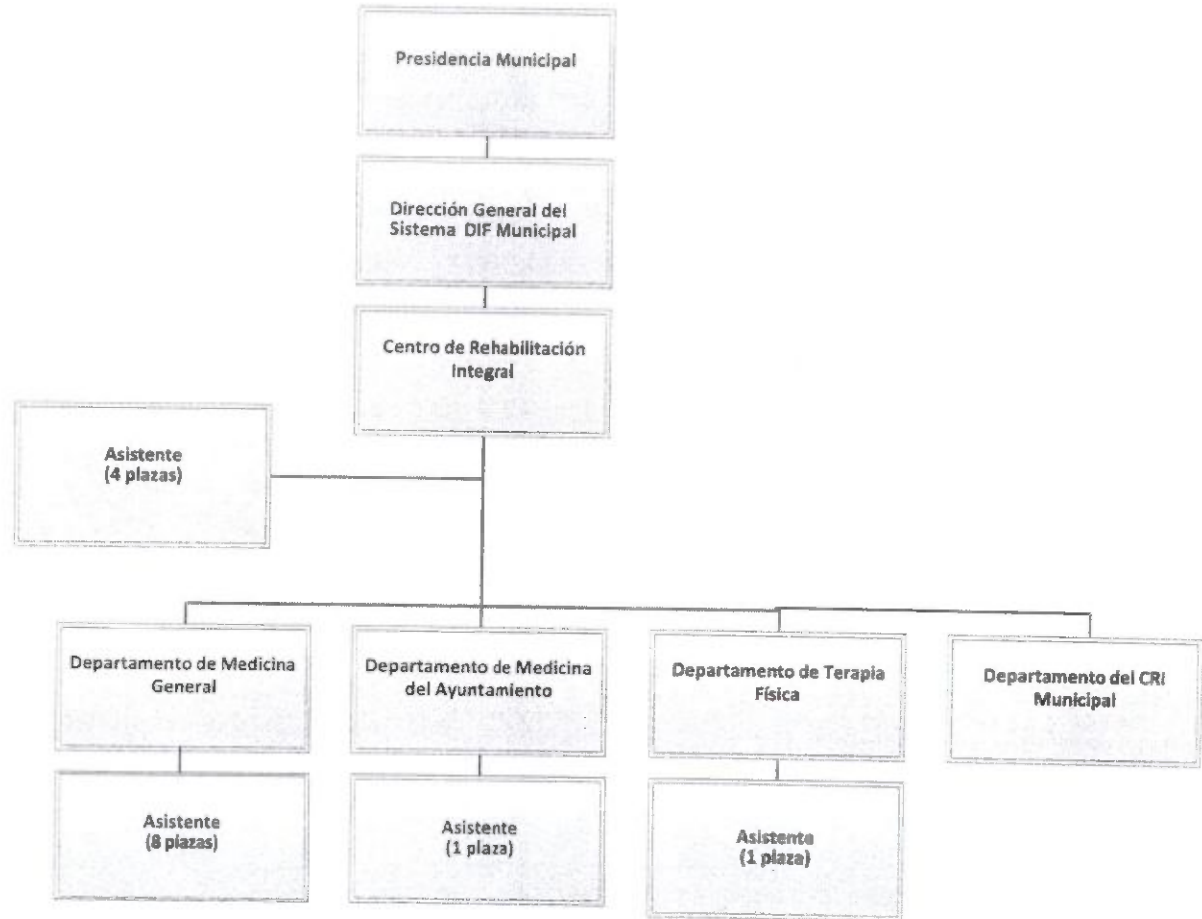 Presidencia Municipal
Dirección General del
Sistema DIF Municipal
Centro de Rehabilitación
Integral
Asistente
(4 plazas)
Departamento de Medicina
General
Departamento de Medicina
del Ayuntamiento
Departamento de Terapia
Física
Departamento del CRI
Municipal
Asistente
(8 plazas)
Asistente
(1 plaza)
Asistente
(1 plaza)